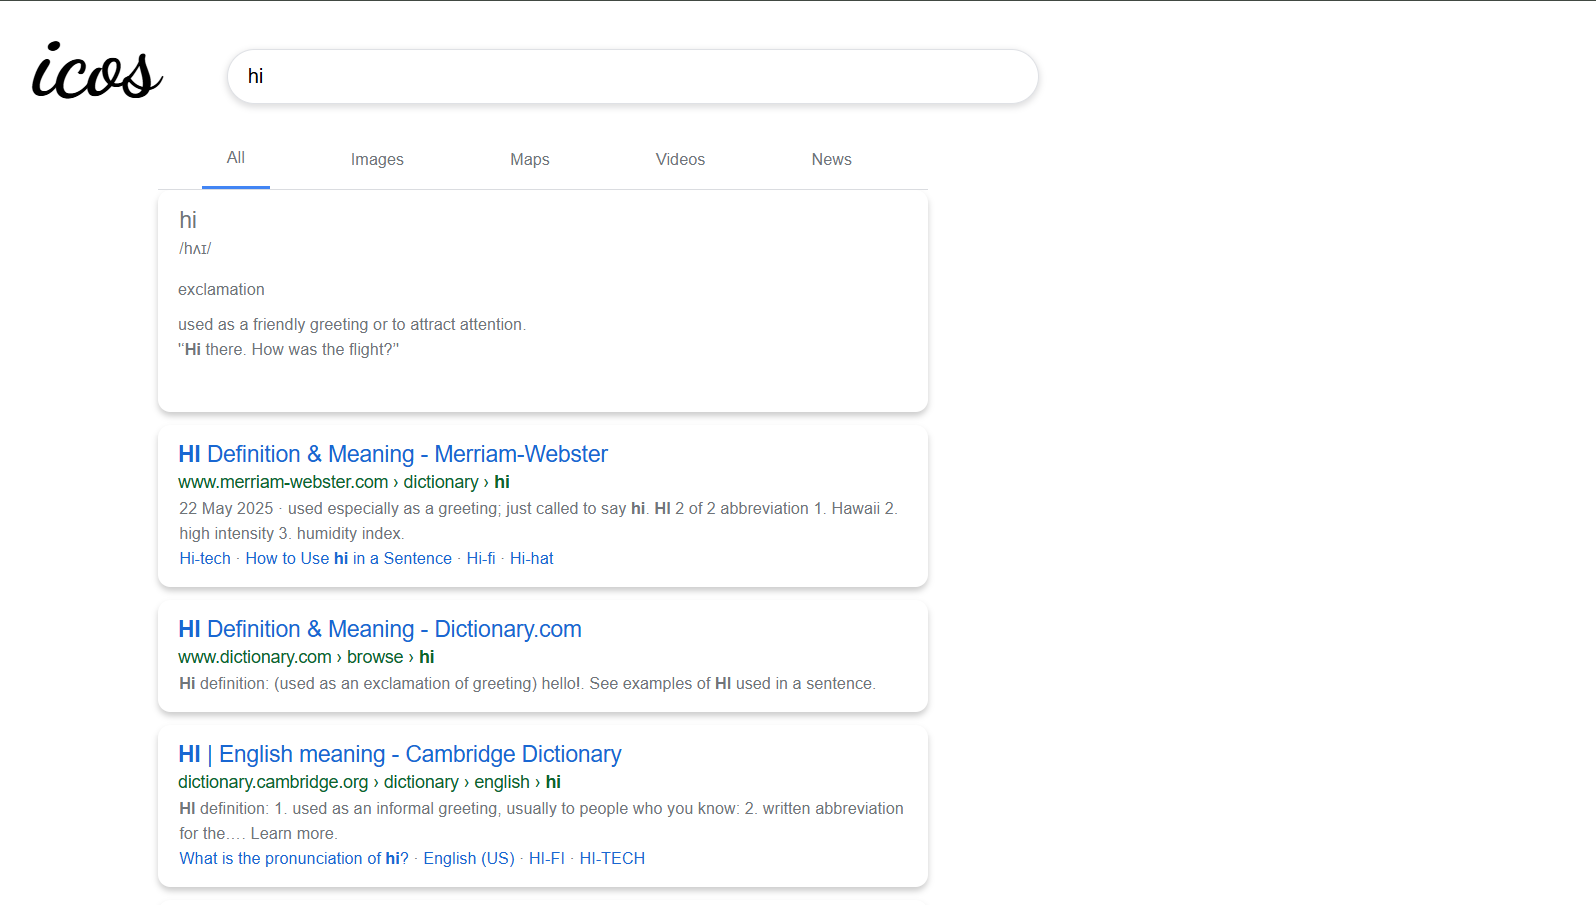 icos
hi
All Images Maps Videos News
hi
/hʌɪ/
exclamation
used as a friendly greeting or to attract attention.
"‘Hi there. How was the flight?’"
HI Definition & Meaning - Merriam-Webster
www.merriam-webster.com › dictionary › hi
22 May 2025 · used especially as a greeting; just called to say hi. HI 2 of 2 abbreviation 1. Hawaii 2.
high intensity 3. humidity index.
Hi-tech · How to Use hi in a Sentence · Hi-fi · Hi-hat
HI Definition & Meaning - Dictionary.com
www.dictionary.com › browse › hi
Hi definition: (used as an exclamation of greeting) hello!. See examples of HI used in a sentence.
HI | English meaning - Cambridge Dictionary
dictionary.cambridge.org › dictionary › english › hi
HI definition: 1. used as an informal greeting, usually to people who you know: 2. written abbreviation
for the…. Learn more.
What is the pronunciation of hi? · English (US) · HI-FI · HI-TECH